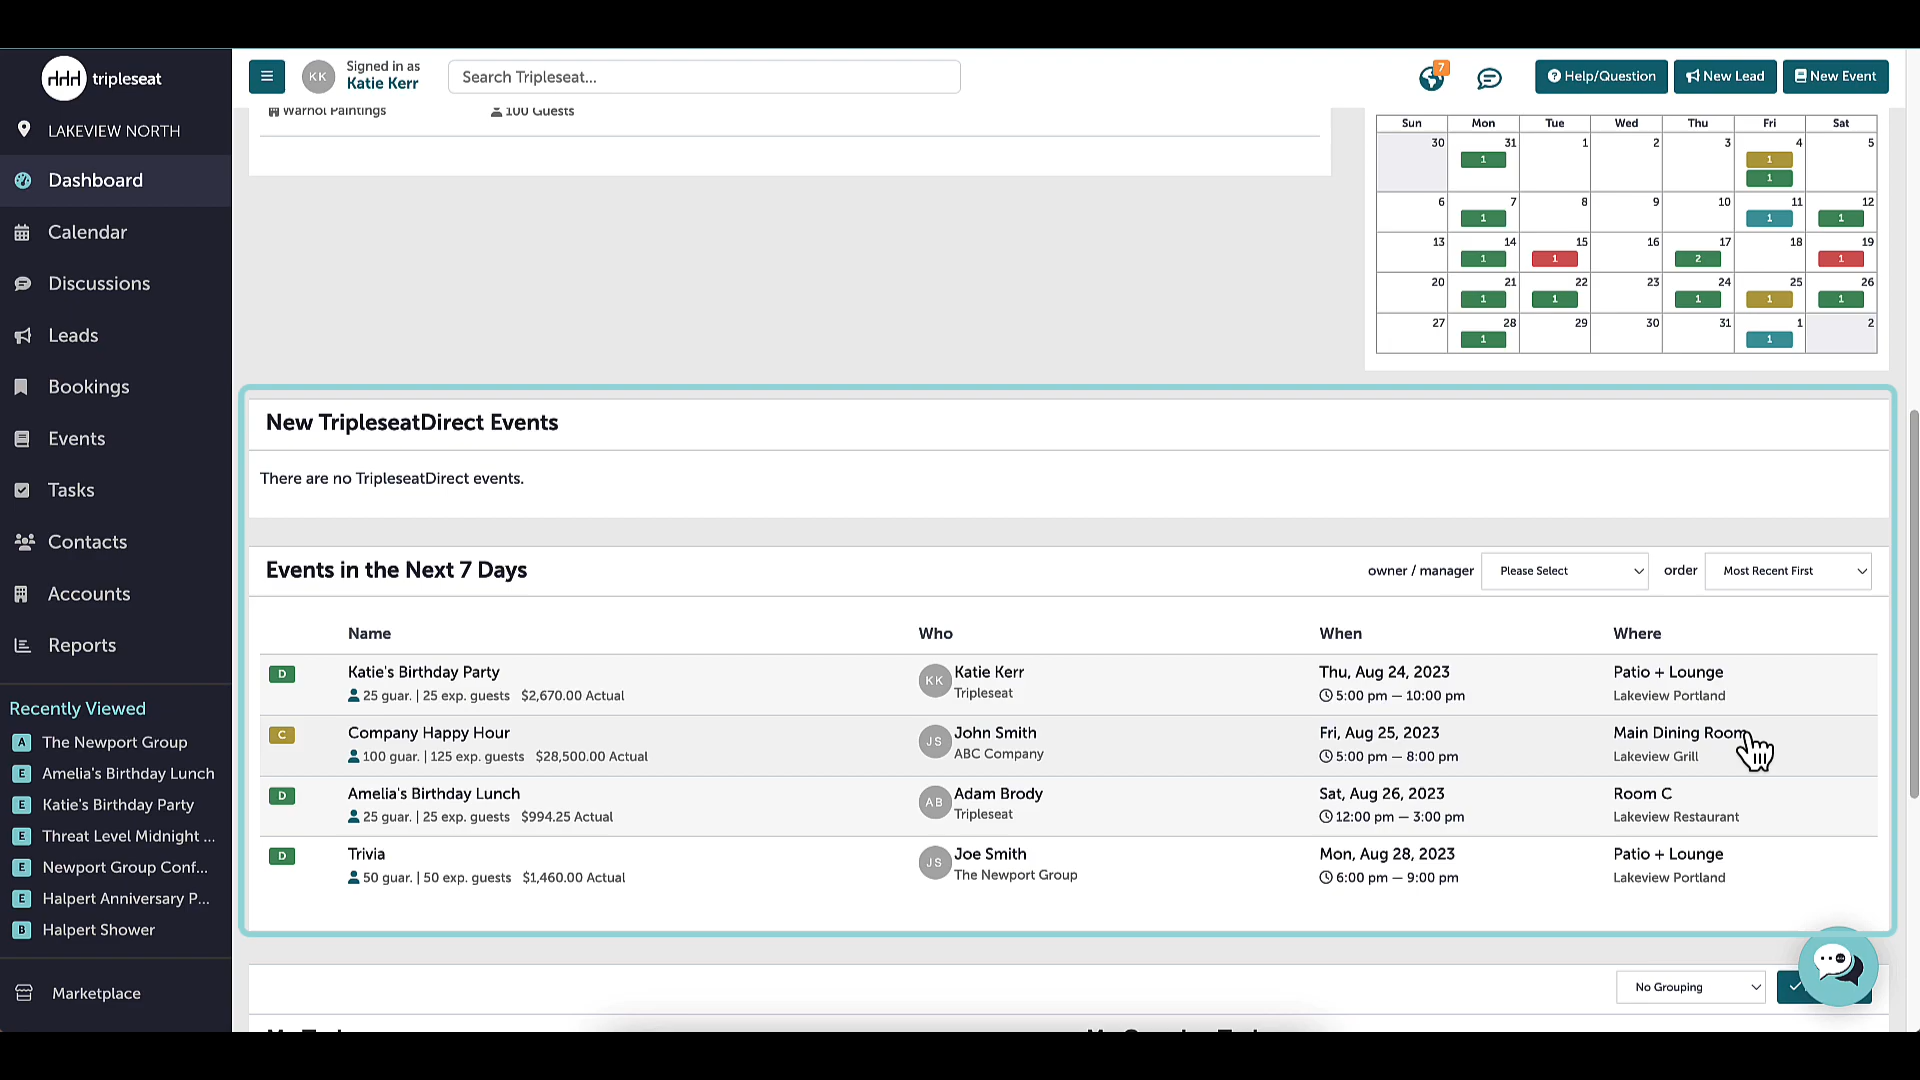 tripleseat
LAKEVIEW NORTH
Dashboard
Calendar
Discussions
Leads
Bookings
Events
Tasks
Contacts
Accounts
Reports
Recently Viewed
A The Newport Group
E Amelia's Birthday Lunch
E Katie's Birthday Party
E Threat Level Midnight ...
E Newport Group Conf...
E Halpert Anniversary P...
B Halpert Shower
Marketplace
KK
Signed in as
Katie Kerr
Search Tripleseat...
7
Help/Question
New Lead
New Event
Warhol Paintings
100 Guests
Sun Mon Tue Wed Thu Fri Sat
30 31 1 2 3 4 5
1 1
1
6 7 8 9 10 11 12
1 1 1
13 14 15 16 17 18 19
1 1 2 1
20 21 22 23 24 25 26
1 1 1 1 1
27 28 29 30 31 1 2
1 1
New TripleseatDirect Events
There are no TripleseatDirect events.
Events in the Next 7 Days
owner / manager Please Select order Most Recent First
Name Who When Where
D Katie's Birthday Party KK Katie Kerr Thu, Aug 24, 2023 Patio + Lounge
25 guar. | 25 exp. guests $2,670.00 Actual Tripleseat 5:00 pm — 10:00 pm Lakeview Portland
C Company Happy Hour JS John Smith Fri, Aug 25, 2023 Main Dining Room
100 guar. | 125 exp. guests $28,500.00 Actual ABC Company 5:00 pm — 8:00 pm Lakeview Grill
D Amelia's Birthday Lunch AB Adam Brody Sat, Aug 26, 2023 Room C
25 guar. | 25 exp. guests $994.25 Actual Tripleseat 12:00 pm — 3:00 pm Lakeview Restaurant
D Trivia JS Joe Smith Mon, Aug 28, 2023 Patio + Lounge
50 guar. | 50 exp. guests $1,460.00 Actual The Newport Group 6:00 pm — 9:00 pm Lakeview Portland
No Grouping